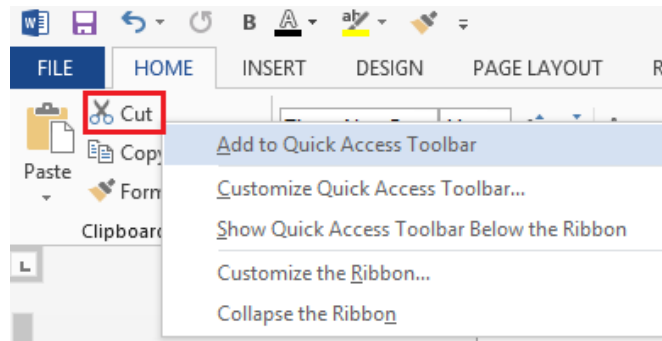 B A ab
FILE HOME INSERT DESIGN PAGE LAYOUT
Cut
Add to Quick Access Toolbar
Paste
Customize Quick Access Toolbar...
Show Quick Access Toolbar Below the Ribbon
Customize the Ribbon...
Collapse the Ribbon